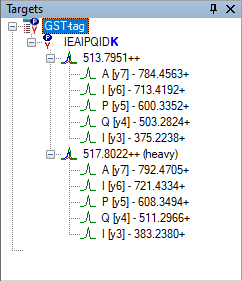 Targets
GST-tag
IEAIPQIDK
513.7951++
A [y7] - 784.4563+
I [y6] - 713.4192+
P [y5] - 600.3352+
Q [y4] - 503.2824+
I [y3] - 375.2238+
517.8022++ (heavy)
A [y7] - 792.4705+
I [y6] - 721.4334+
P [y5] - 608.3494+
Q [y4] - 511.2966+
I [y3] - 383.2380+